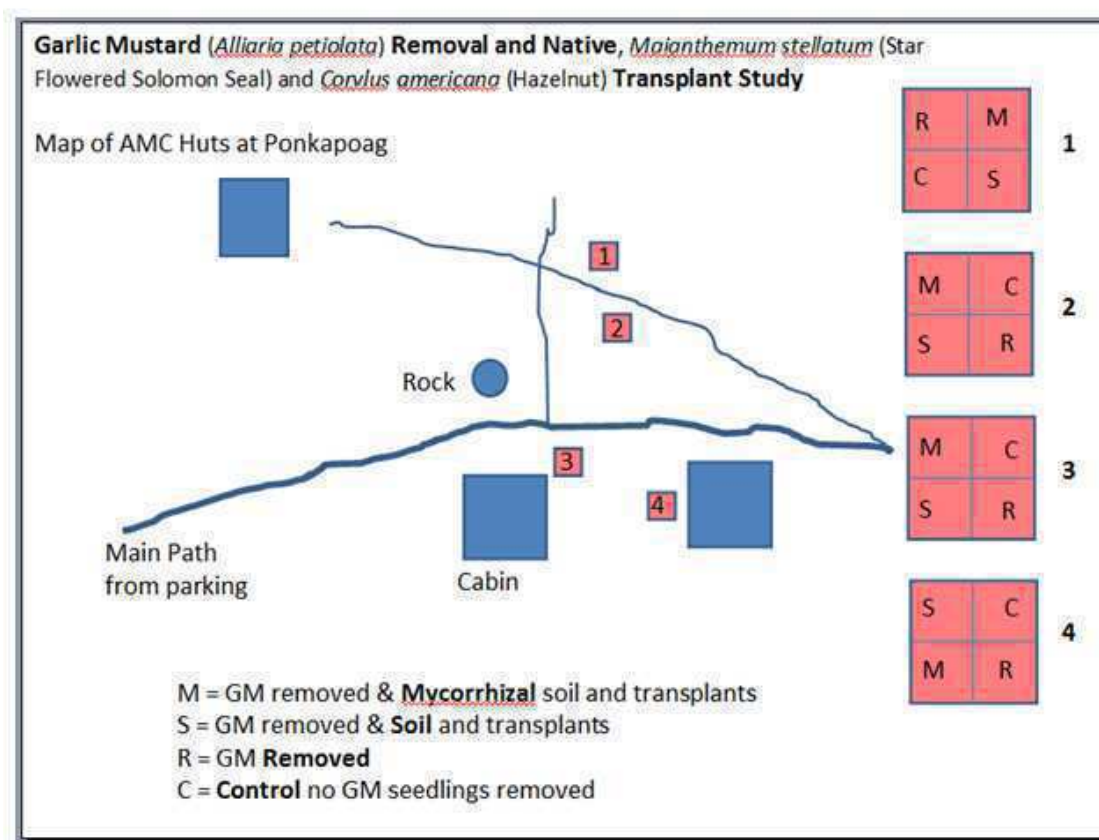 Garlic Mustard (Alliaria petiolata) Removal and Native, Maianthemum stellatum (Star
Flowered Solomon Seal) and Corylus americana (Hazelnut) Transplant Study
Map of AMC Huts at Ponkapoag
R M
C S
1
M C
S R
2
M C
S R
3
S C
M R
4
1
2
Rock
3
4
Main Path
from parking
Cabin
M = GM removed & Mycorrhizal soil and transplants
S = GM removed & Soil and transplants
R = GM Removed
C = Control no GM seedlings removed